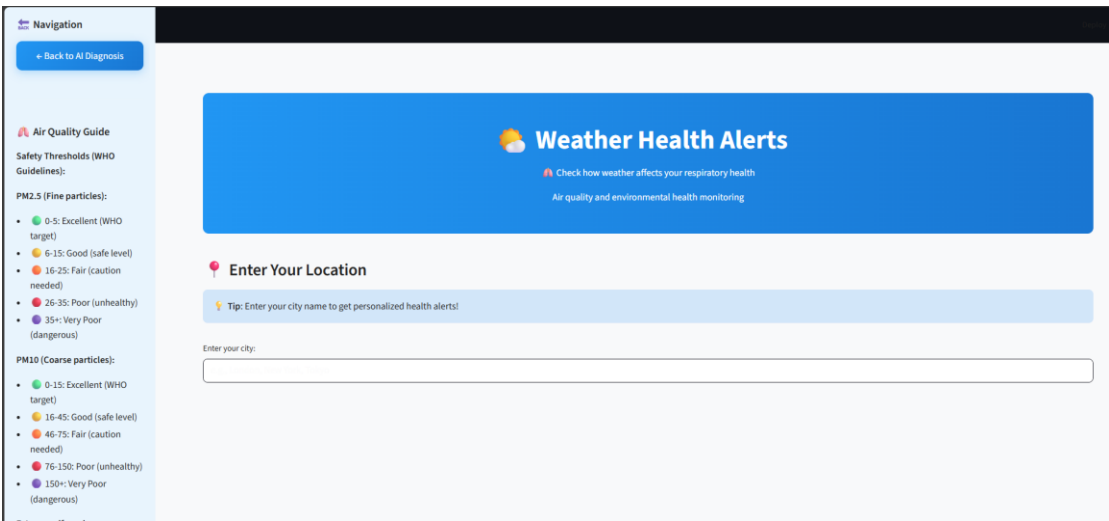 BACK Navigation
← Back to AI Diagnosis
Air Quality Guide
Safety Thresholds (WHO
Guidelines):
PM2.5 (Fine particles):
0-5: Excellent (WHO
target)
6-15: Good (safe level)
16-25: Fair (caution
needed)
26-35: Poor (unhealthy)
35+: Very Poor
(dangerous)
PM10 (Coarse particles):
0-15: Excellent (WHO
target)
16-45: Good (safe level)
46-75: Fair (caution
needed)
76-150: Poor (unhealthy)
150+: Very Poor
(dangerous)
Weather Health Alerts
Check how weather affects your respiratory health
Air quality and environmental health monitoring
Enter Your Location
Tip: Enter your city name to get personalized health alerts!
Enter your city: